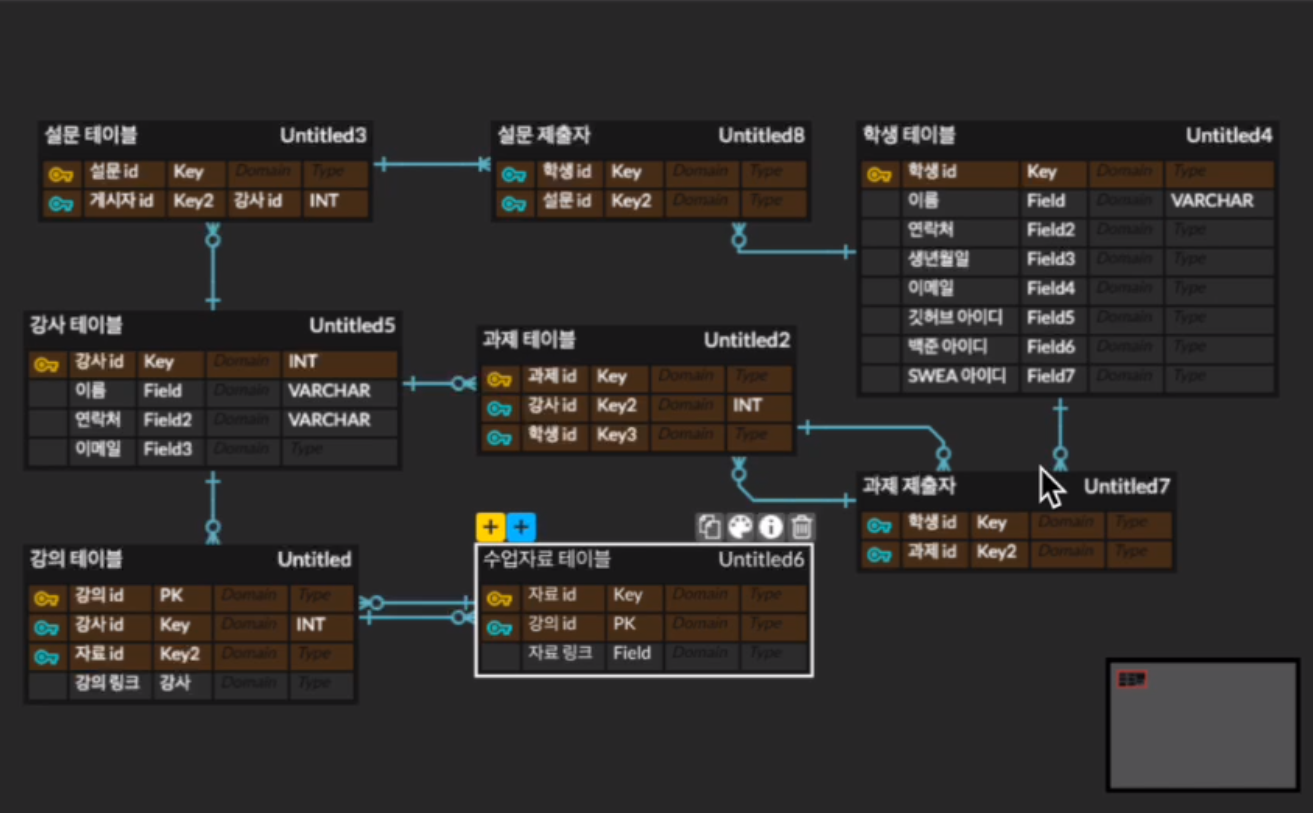 설문 테이블 Untitled3
설문 id Key Domain Type
게시자 id Key2 강사 id INT
설문 제출자 Untitled8
학생 id Key Domain Type
설문 id Key2 Domain Type
학생 테이블 Untitled4
학생 id Key Domain Type
이름 Field Domain VARCHAR
연락처 Field2 Domain Type
생년월일 Field3 Domain Type
이메일 Field4 Domain Type
깃허브 아이디 Field5 Domain Type
백준 아이디 Field6 Domain Type
SWEA 아이디 Field7 Domain Type
강사 테이블 Untitled5
강사 id Key Domain INT
이름 Field Domain VARCHAR
연락처 Field2 Domain VARCHAR
이메일 Field3 Domain Type
과제 테이블 Untitled2
과제 id Key Domain Type
강사 id Key2 Domain INT
학생 id Key3 Domain Type
과제 제출자 Untitled7
학생 id Key Domain Type
과제 id Key2 Domain Type
강의 테이블 Untitled
강의 id PK Domain Type
강사 id Key Domain INT
자료 id Key2 Domain Type
강의 링크 강사 Domain Type
수업자료 테이블 Untitled6
자료 id Key Domain Type
강의 id PK Domain Type
자료 링크 Field Domain Type